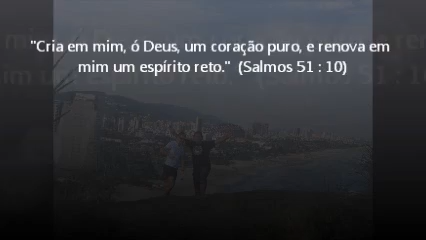 "Cria em mim, ó Deus, um coração puro, e renova em
mim um espírito reto."  (Salmos 51 : 10)